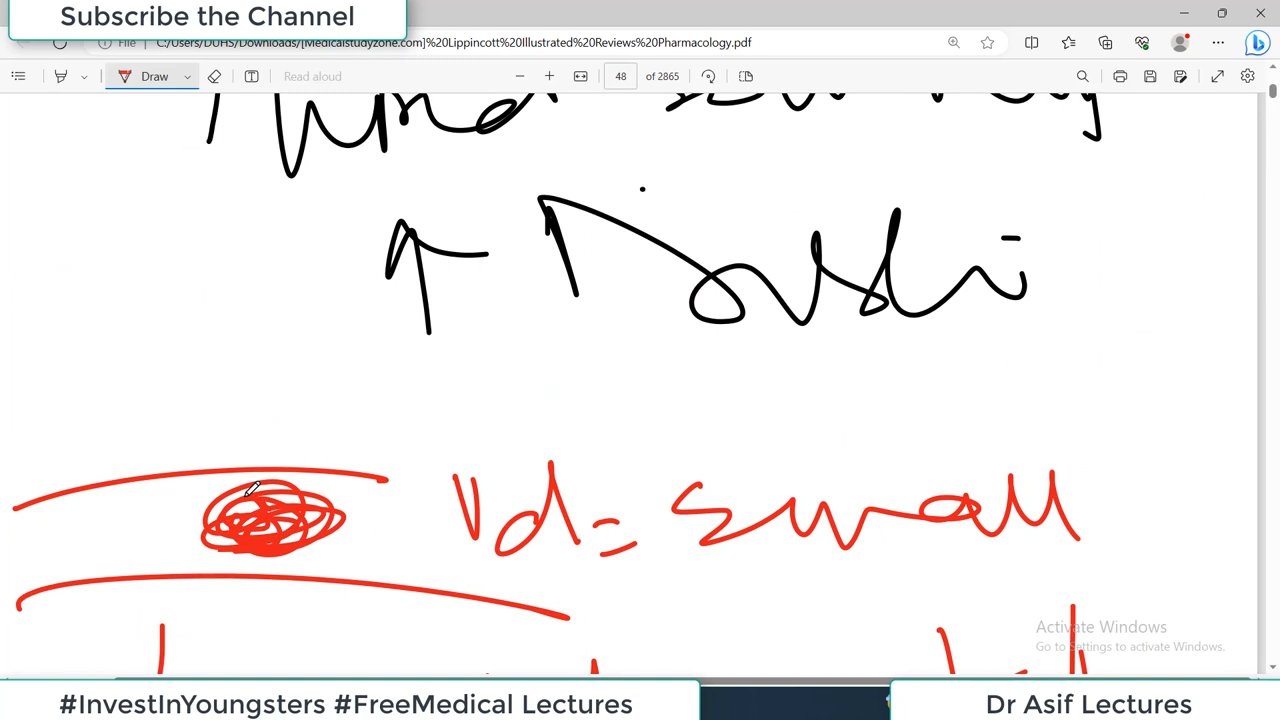 Subscribe the Channel
File
C:/Users/DUHS/Downloads/[Medicalstudyzone.com]%20Lippincott%20Illustrated%20Reviews%20Pharmacology.pdf
Draw
Read aloud
48 of 2865
Vd = small
Activate Windows
Go to Settings to activate Windows.
#InvestInYoungsters #FreeMedical Lectures
Dr Asif Lectures